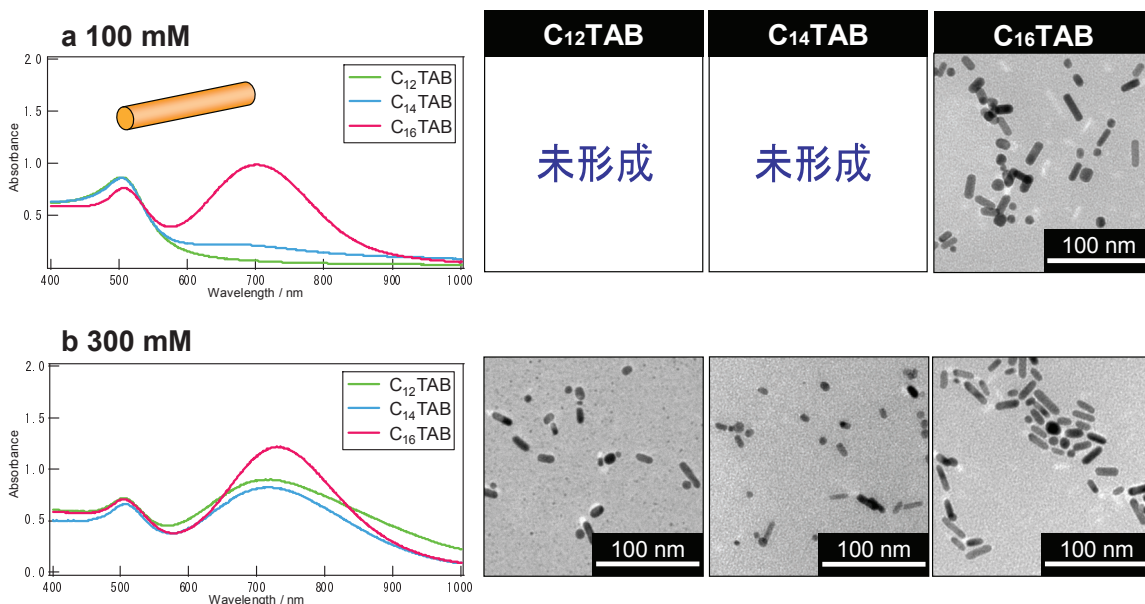 a 100 mM
2.0
1.5
1.0
0.5
0.0
Absorbance
C12TAB
C14TAB
C16TAB
400 500 600 700 800 900 1000
Wavelength / nm
C12TAB
未形成
C14TAB
未形成
C16TAB
100 nm
b 300 mM
2.0
1.5
1.0
0.5
0.0
Absorbance
C12TAB
C14TAB
C16TAB
400 500 600 700 800 900 1000
Wavelength / nm
100 nm
100 nm
100 nm